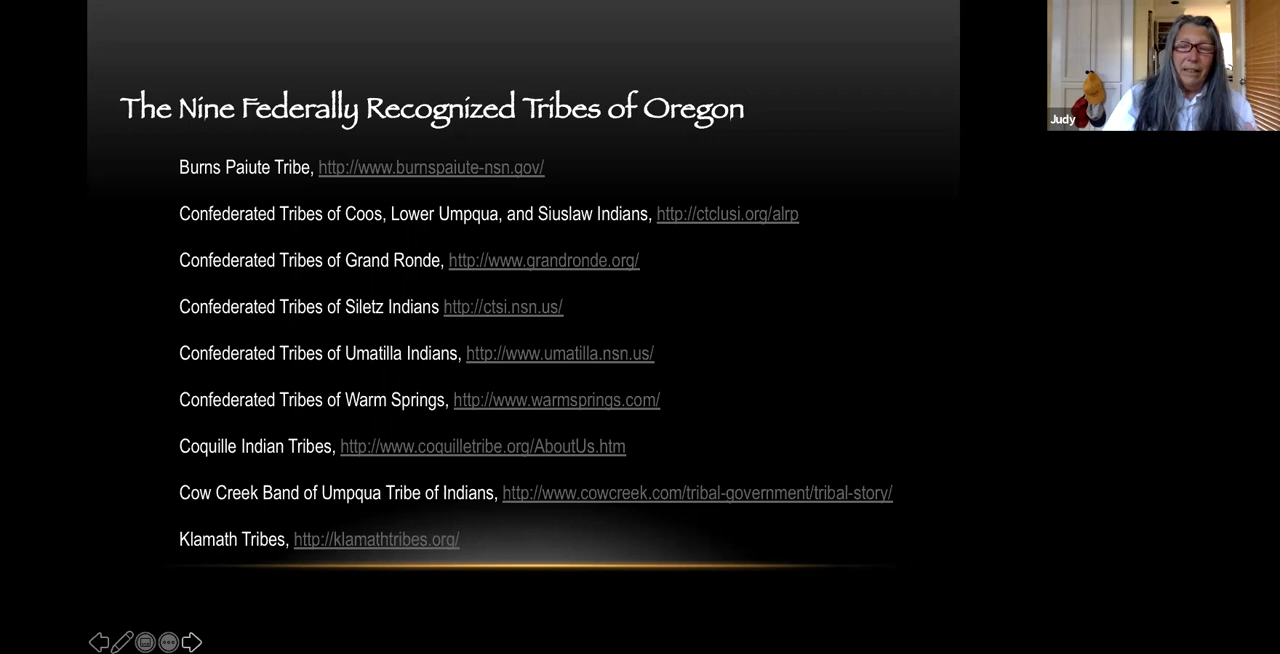 The Nine Federally Recognized Tribes of Oregon
Judy
Burns Paiute Tribe, http://www.burnspaiute-nsn.gov/
Confederated Tribes of Coos, Lower Umpqua, and Siuslaw Indians, http://ctclusi.org/alrp
Confederated Tribes of Grand Ronde, http://www.grandronde.org/
Confederated Tribes of Siletz Indians http://ctsi.nsn.us/
Confederated Tribes of Umatilla Indians, http://www.umatilla.nsn.us/
Confederated Tribes of Warm Springs, http://www.warmsprings.com/
Coquille Indian Tribes, http://www.coquilletribe.org/AboutUs.htm
Cow Creek Band of Umpqua Tribe of Indians, http://www.cowcreek.com/tribal-government/tribal-story/
Klamath Tribes, http://klamathtribes.org/